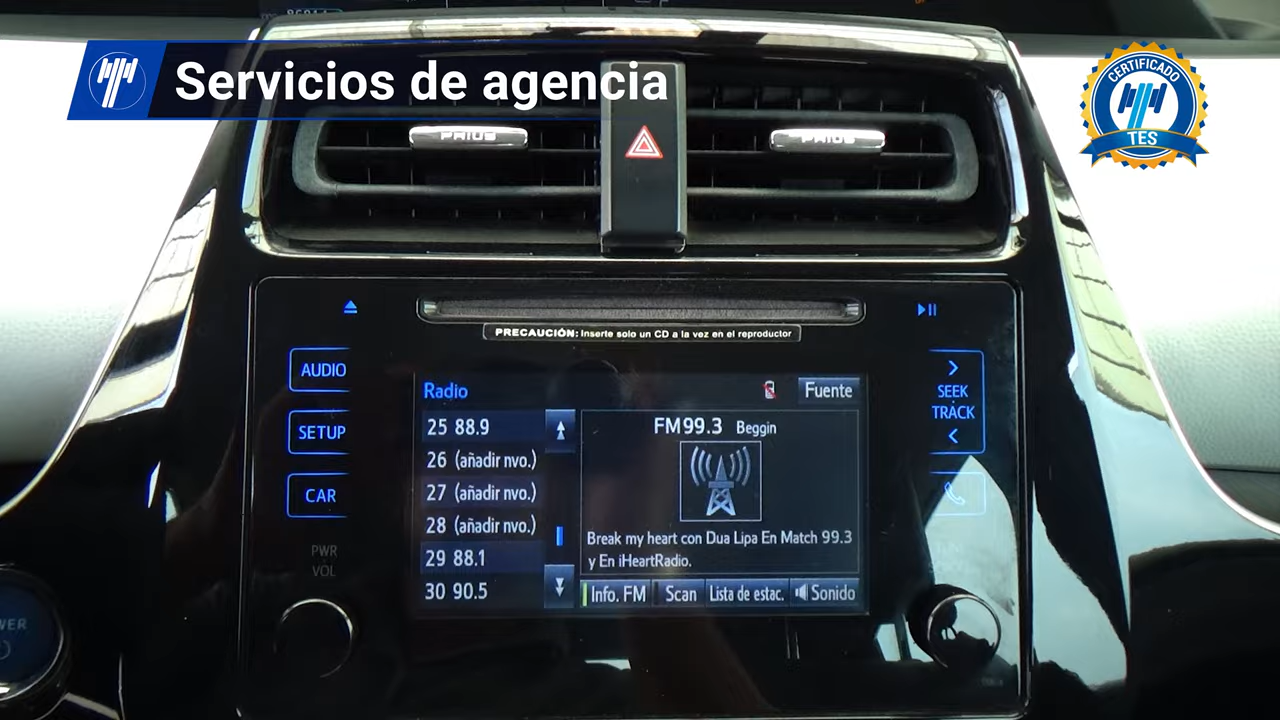 Servicios de agencia
CERTIFICADO
TES
PRIUS
PRIUS
PRECAUCIÓN: Inserte solo un CD a la vez en el reproductor
AUDIO
SETUP
CAR
PWR
VOL
SEEK
TRACK
Radio
Fuente
25 88.9
26 (añadir nvo.)
27 (añadir nvo.)
28 (añadir nvo.)
29 88.1
30 90.5
FM 99.3 Beggin
Break my heart con Dua Lipa En Match 99.3
y En iHeartRadio.
Info. FM
Scan
Lista de estac.
Sonido